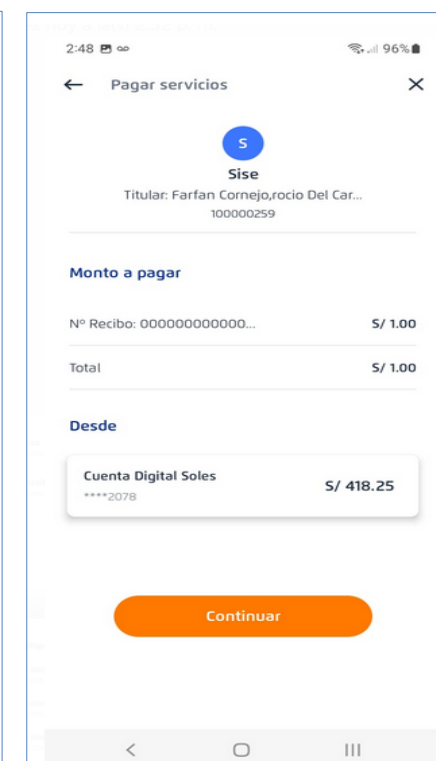 2:48 96%
Pagar servicios
S
Sise
Titular: Farfan Cornejo,rocio Del Car...
100000259
Monto a pagar
Nº Recibo: 000000000000... S/ 1.00
Total S/ 1.00
Desde
Cuenta Digital Soles
****2078
S/ 418.25
Continuar